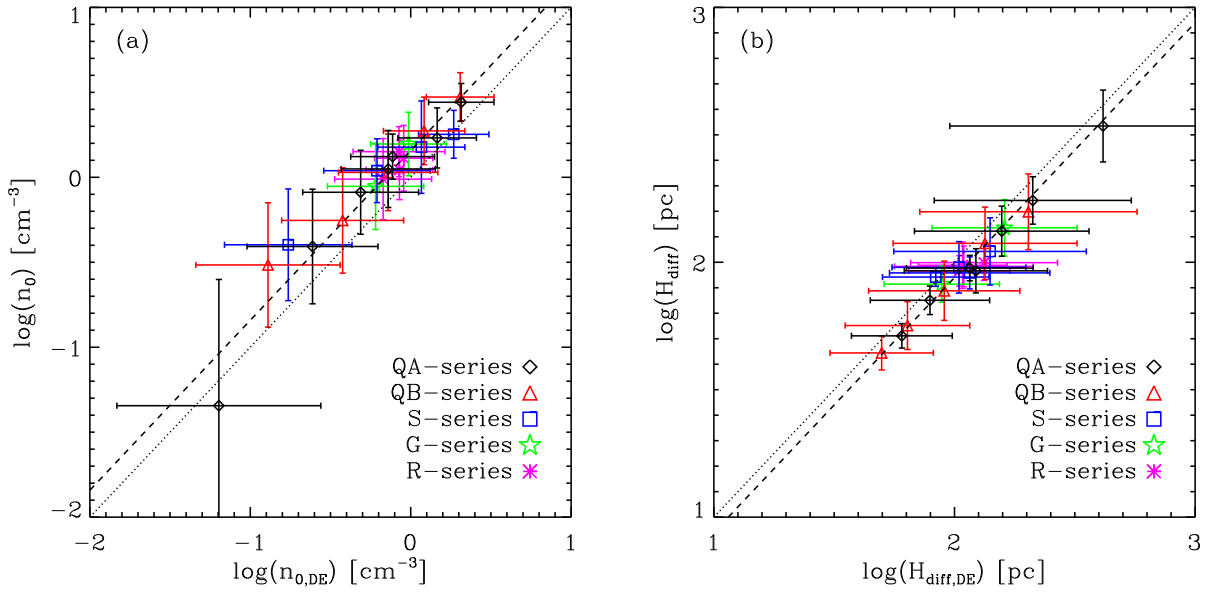 (a)
1
0
−1
−2
log(n₀) [cm⁻³]
QA−series
QB−series
S−series
G−series
R−series
−2 −1 0 1
log(n₀,DE) [cm⁻³]
(b)
3
2
1
log(Hdiff) [pc]
QA−series
QB−series
S−series
G−series
R−series
1 2 3
log(Hdiff,DE) [pc]